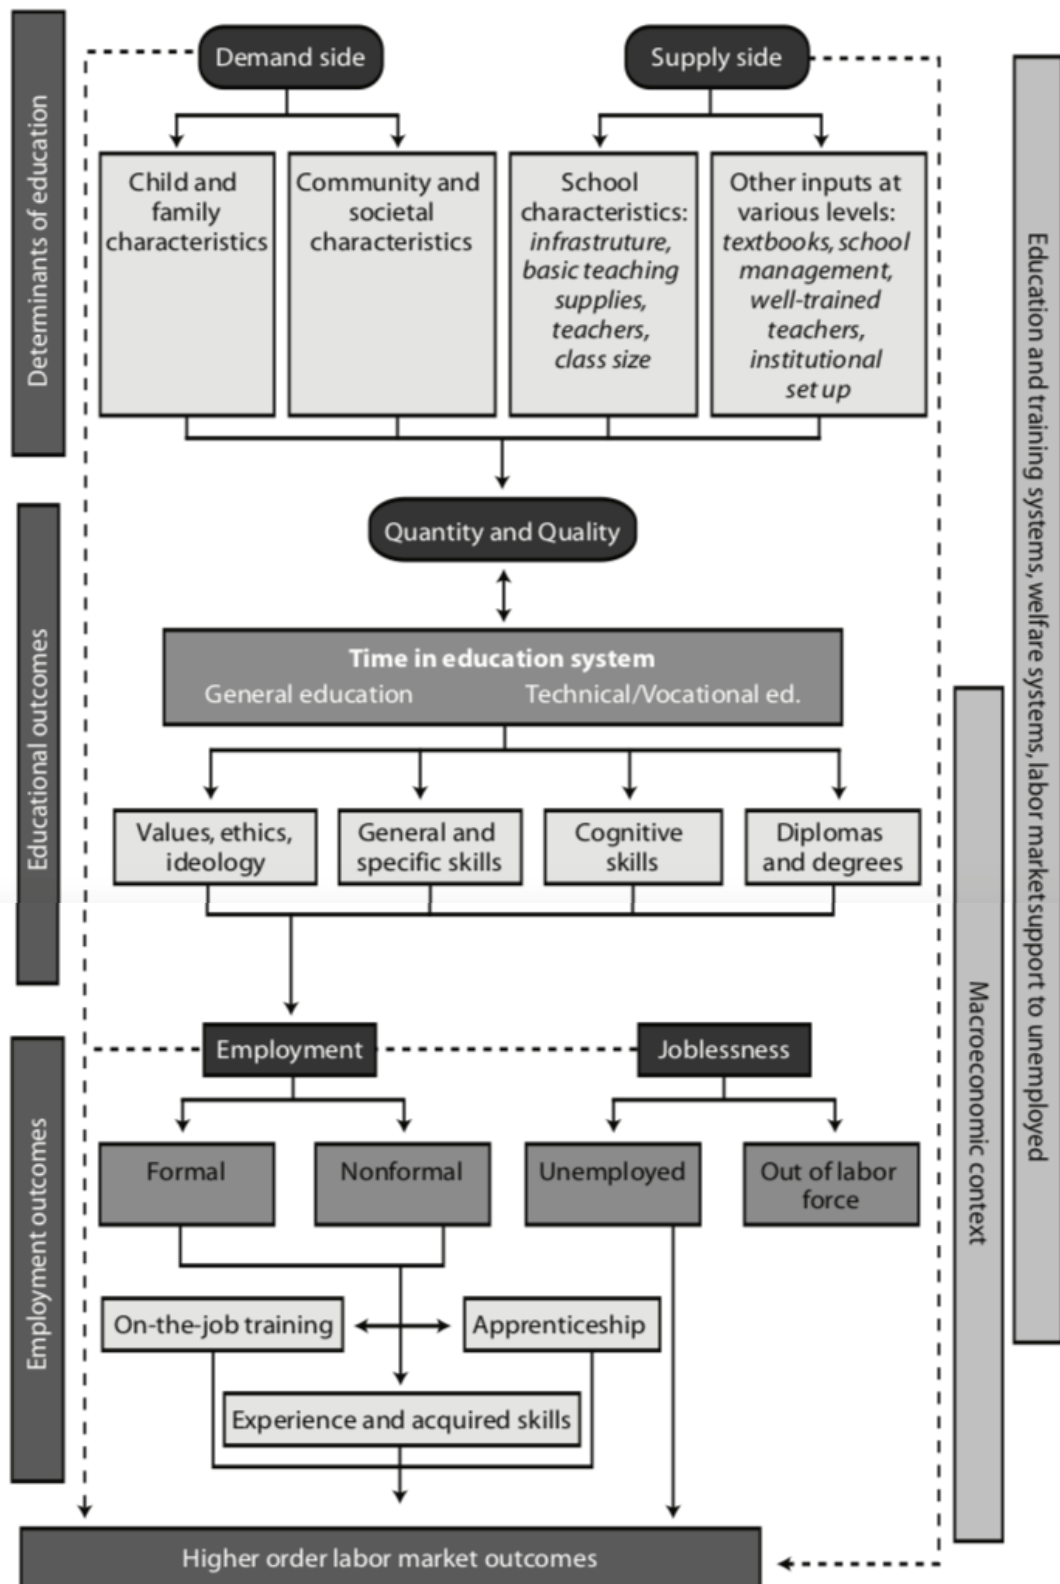 Demand side
Supply side
Determinants of education
Child and
family
characteristics
Community and
societal
characteristics
School
characteristics:
infrastruture,
basic teaching
supplies,
teachers,
class size
Other inputs at
various levels:
textbooks, school
management,
well-trained
teachers,
institutional
set up
Quantity and Quality
Educational outcomes
Time in education system
General education
Technical/Vocational ed.
Values, ethics,
ideology
General and
specific skills
Cognitive
skills
Diplomas
and degrees
Employment outcomes
Employment
Joblessness
Formal
Nonformal
Unemployed
Out of labor
force
On-the-job training
Apprenticeship
Experience and acquired skills
Higher order labor market outcomes
Macroeconomic context
Education and training systems, welfare systems, labor market support to unemployed